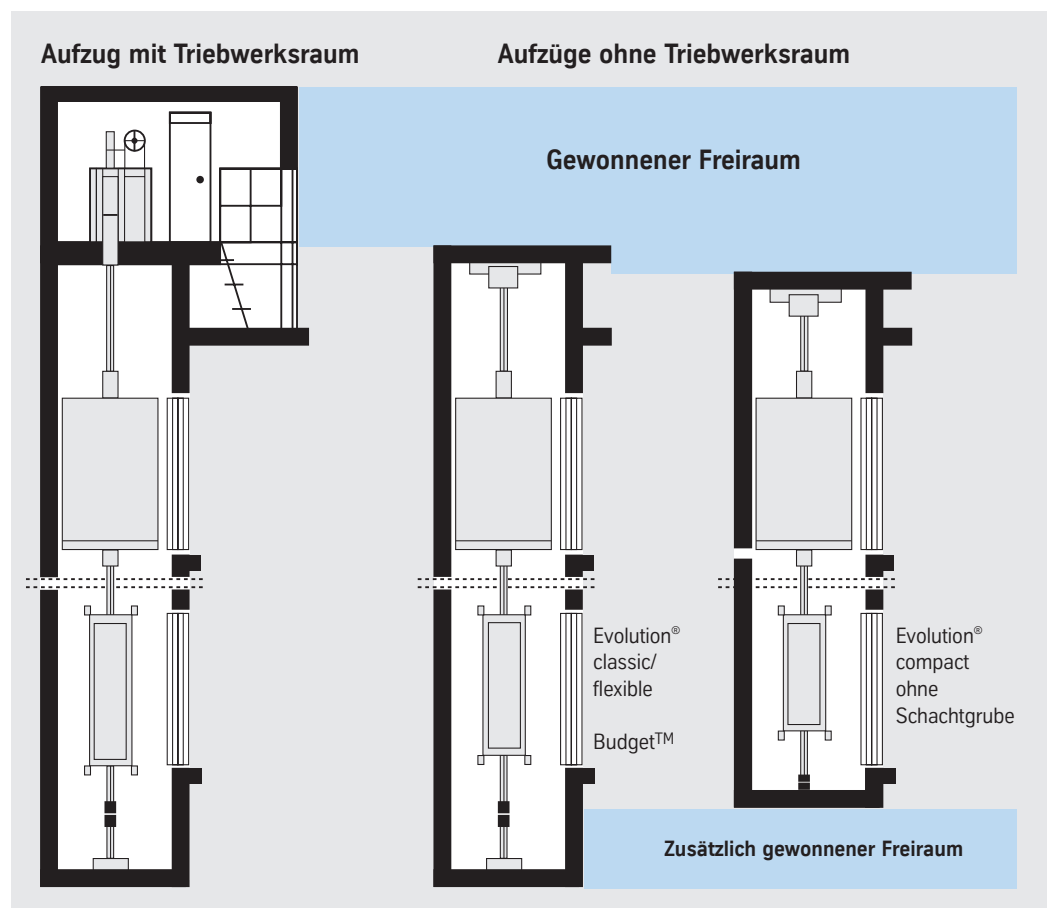 Aufzug mit Triebwerksraum
Aufzüge ohne Triebwerksraum
Gewonnener Freiraum
Evolution®
classic/
flexible
Budget™
Evolution®
compact
ohne
Schachtgrube
Zusätzlich gewonnener Freiraum